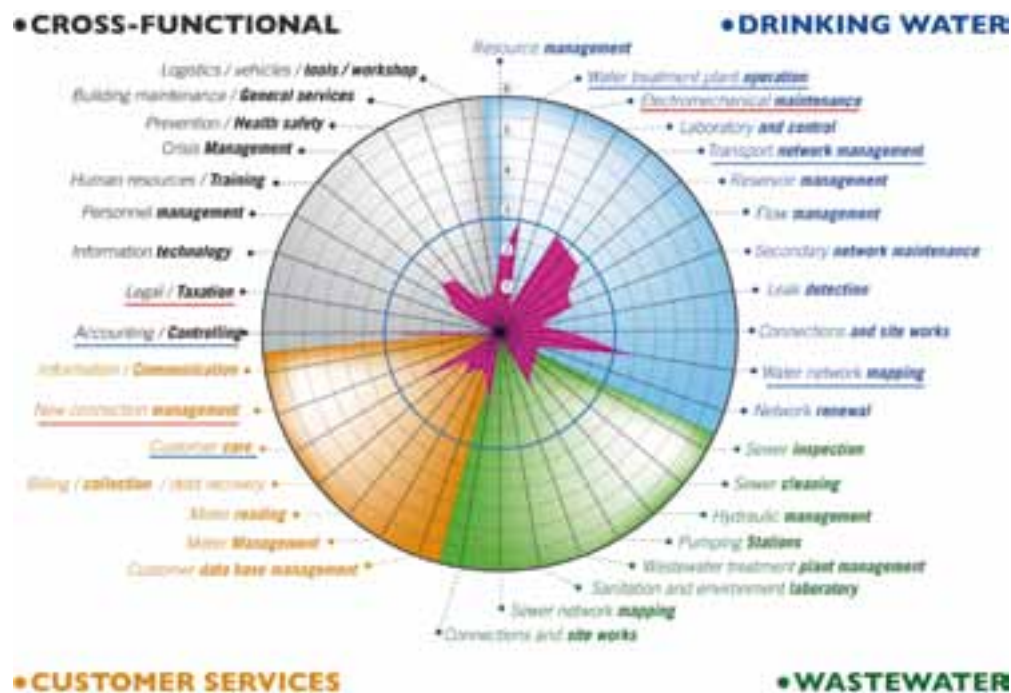 •CROSS-FUNCTIONAL
•DRINKING WATER
Resource management
Logistics / vehicles / tools / workshop
Water treatment plant operation
Building maintenance / General services
Electromechanical maintenance
Prevention / Health safety
Laboratory and control
Crisis Management
Transport network management
Human resources / Training
Reservoir management
Personnel management
Flow management
Information technology
Secondary network maintenance
Legal / Taxation
Leak detection
Accounting / Controlling
Connections and site works
Information / Communication
Water network mapping
New connection management
Network renewal
Customer care
Sewer inspection
Billing / collection / debt recovery
Sewer cleaning
Meter reading
Hydraulic management
Meter Management
Pumping Stations
Customer data base management
Wastewater treatment plant management
Sanitation and environment laboratory
Sewer network mapping
Connections and site works
•CUSTOMER SERVICES
•WASTEWATER